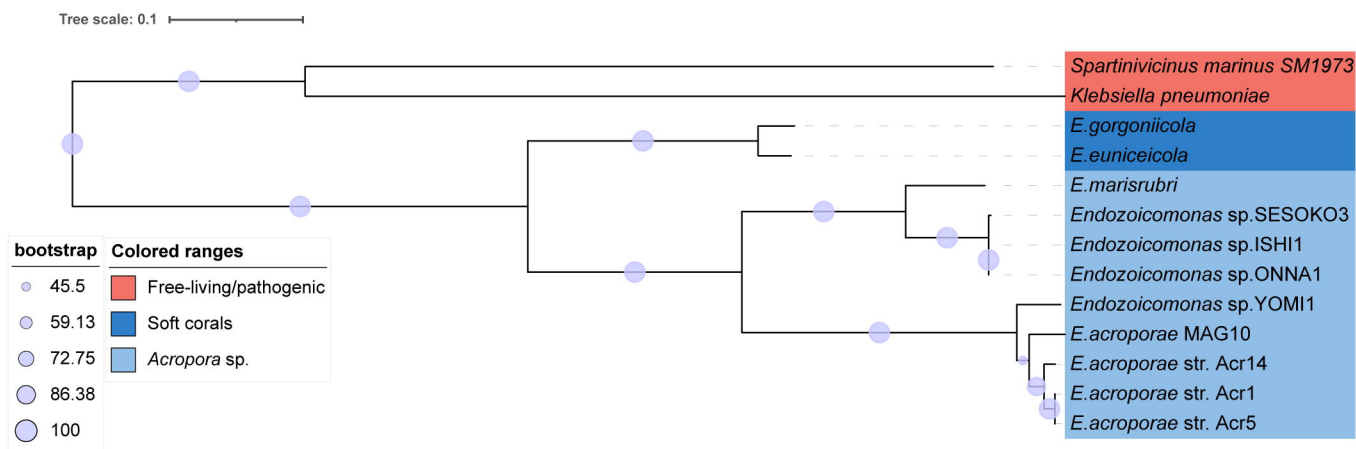 Tree scale: 0.1
Spartinivicinus marinus SM1973
Klebsiella pneumoniae
E.gorgoniicola
E.euniceicola
E.marisrubri
Endozoicomonas sp.SESOKO3
Endozoicomonas sp.ISHI1
Endozoicomonas sp.ONNA1
Endozoicomonas sp.YOMI1
E.acroporae MAG10
E.acroporae str. Acr14
E.acroporae str. Acr1
E.acroporae str. Acr5
bootstrap
45.5
59.13
72.75
86.38
100
Colored ranges
Free-living/pathogenic
Soft corals
Acropora sp.